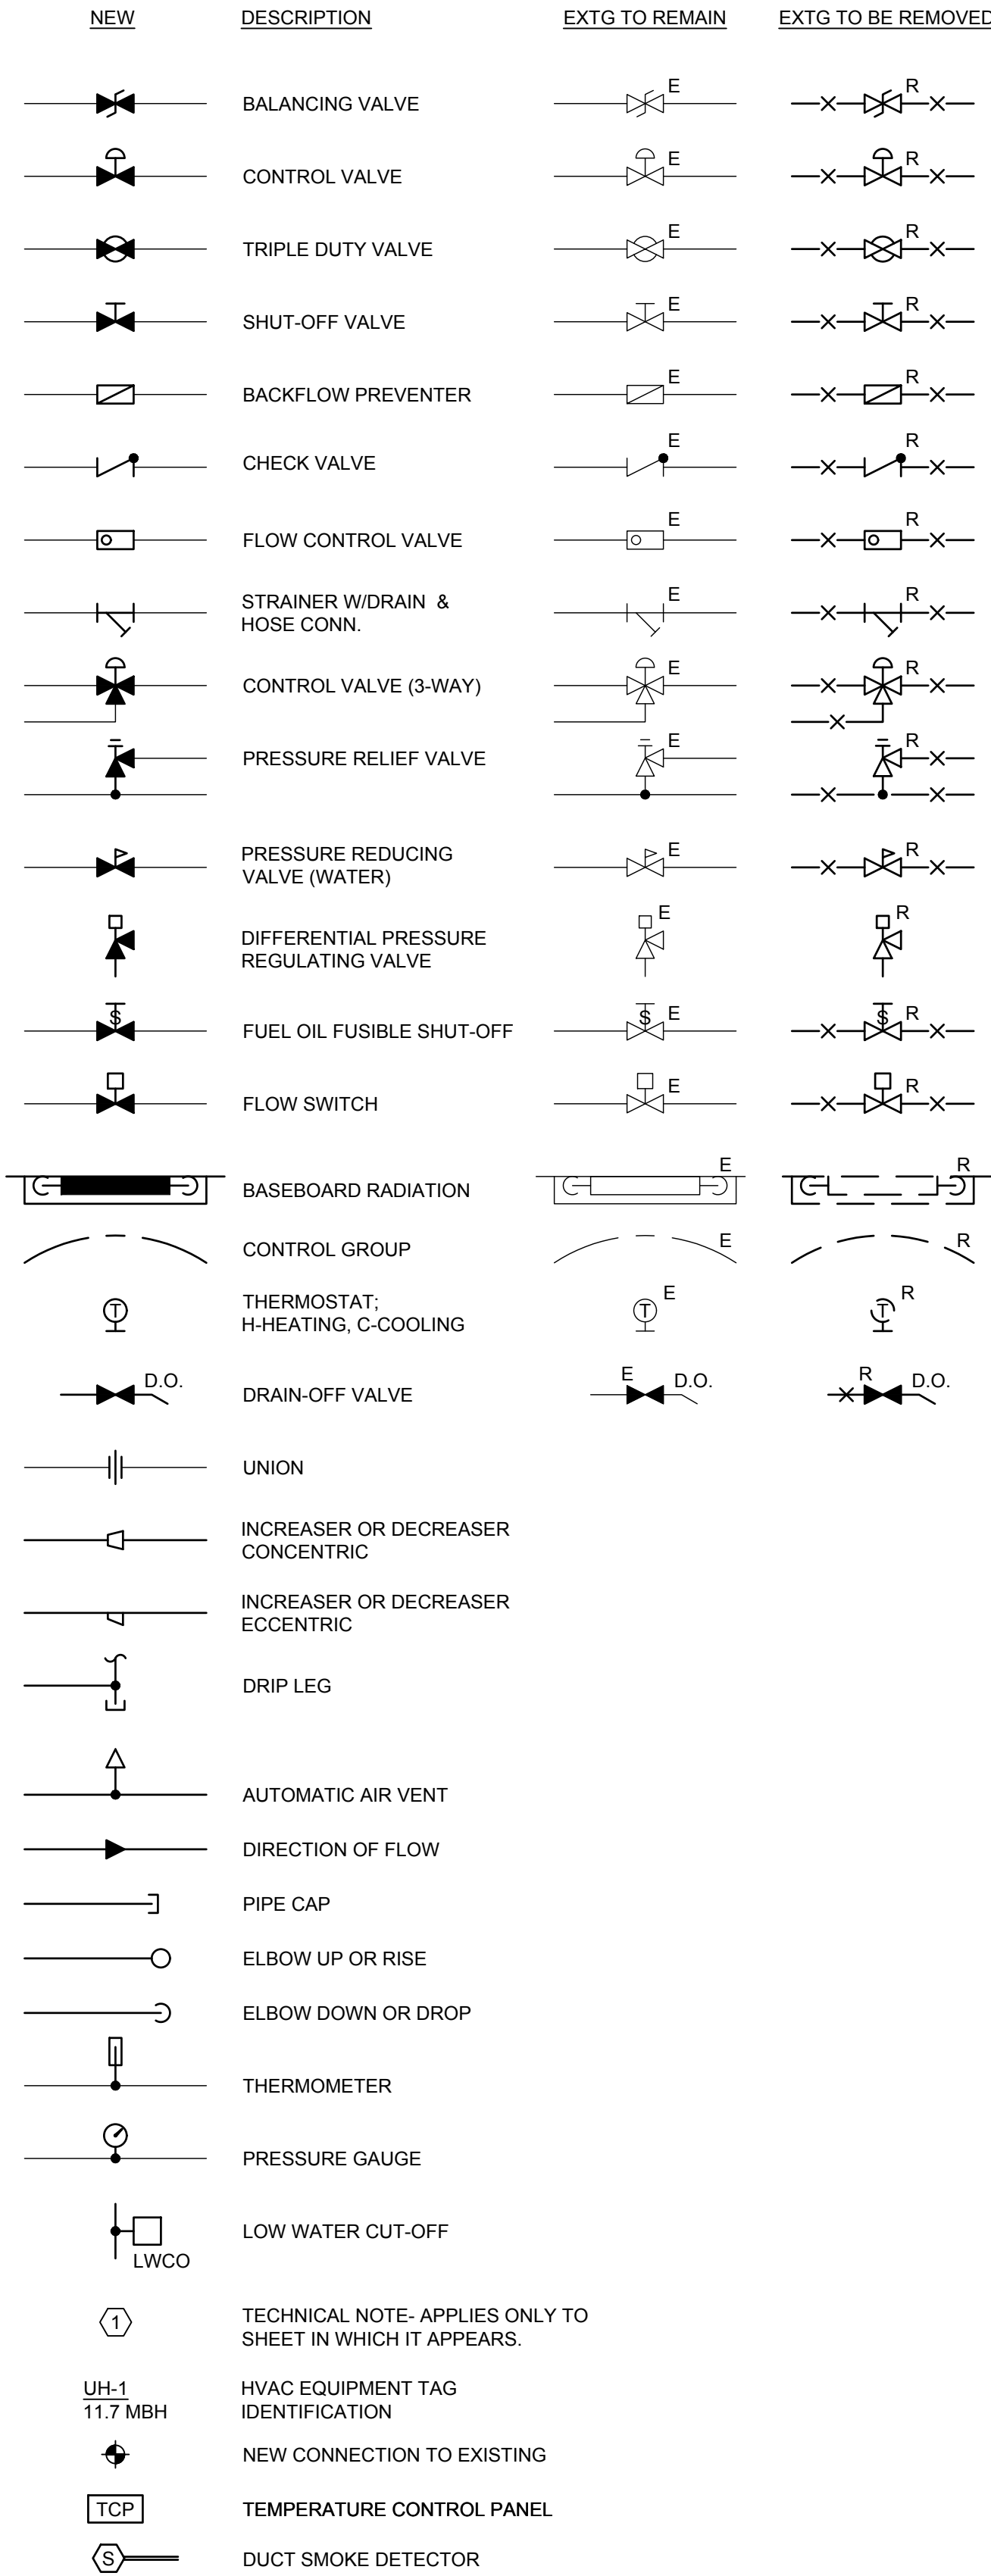 NEW DESCRIPTION EXTG TO REMAIN EXTG TO BE REMOVED
BALANCING VALVE E R
CONTROL VALVE E R
TRIPLE DUTY VALVE E R
SHUT-OFF VALVE E R
BACKFLOW PREVENTER E R
CHECK VALVE E R
FLOW CONTROL VALVE E R
STRAINER W/DRAIN & E R
HOSE CONN.
CONTROL VALVE (3-WAY) E R
PRESSURE RELIEF VALVE E R
PRESSURE REDUCING E R
VALVE (WATER)
DIFFERENTIAL PRESSURE E R
REGULATING VALVE
S FUEL OIL FUSIBLE SHUT-OFF S E S R
FLOW SWITCH E R
BASEBOARD RADIATION E R
CONTROL GROUP E R
T THERMOSTAT; T E T R
H-HEATING, C-COOLING
D.O. DRAIN-OFF VALVE E D.O. R D.O.
UNION
INCREASER OR DECREASER
CONCENTRIC
INCREASER OR DECREASER
ECCENTRIC
DRIP LEG
AUTOMATIC AIR VENT
DIRECTION OF FLOW
PIPE CAP
ELBOW UP OR RISE
ELBOW DOWN OR DROP
THERMOMETER
PRESSURE GAUGE
LOW WATER CUT-OFF
LWCO
1 TECHNICAL NOTE- APPLIES ONLY TO
SHEET IN WHICH IT APPEARS.
UH-1 HVAC EQUIPMENT TAG
11.7 MBH IDENTIFICATION
NEW CONNECTION TO EXISTING
TCP TEMPERATURE CONTROL PANEL
S DUCT SMOKE DETECTOR